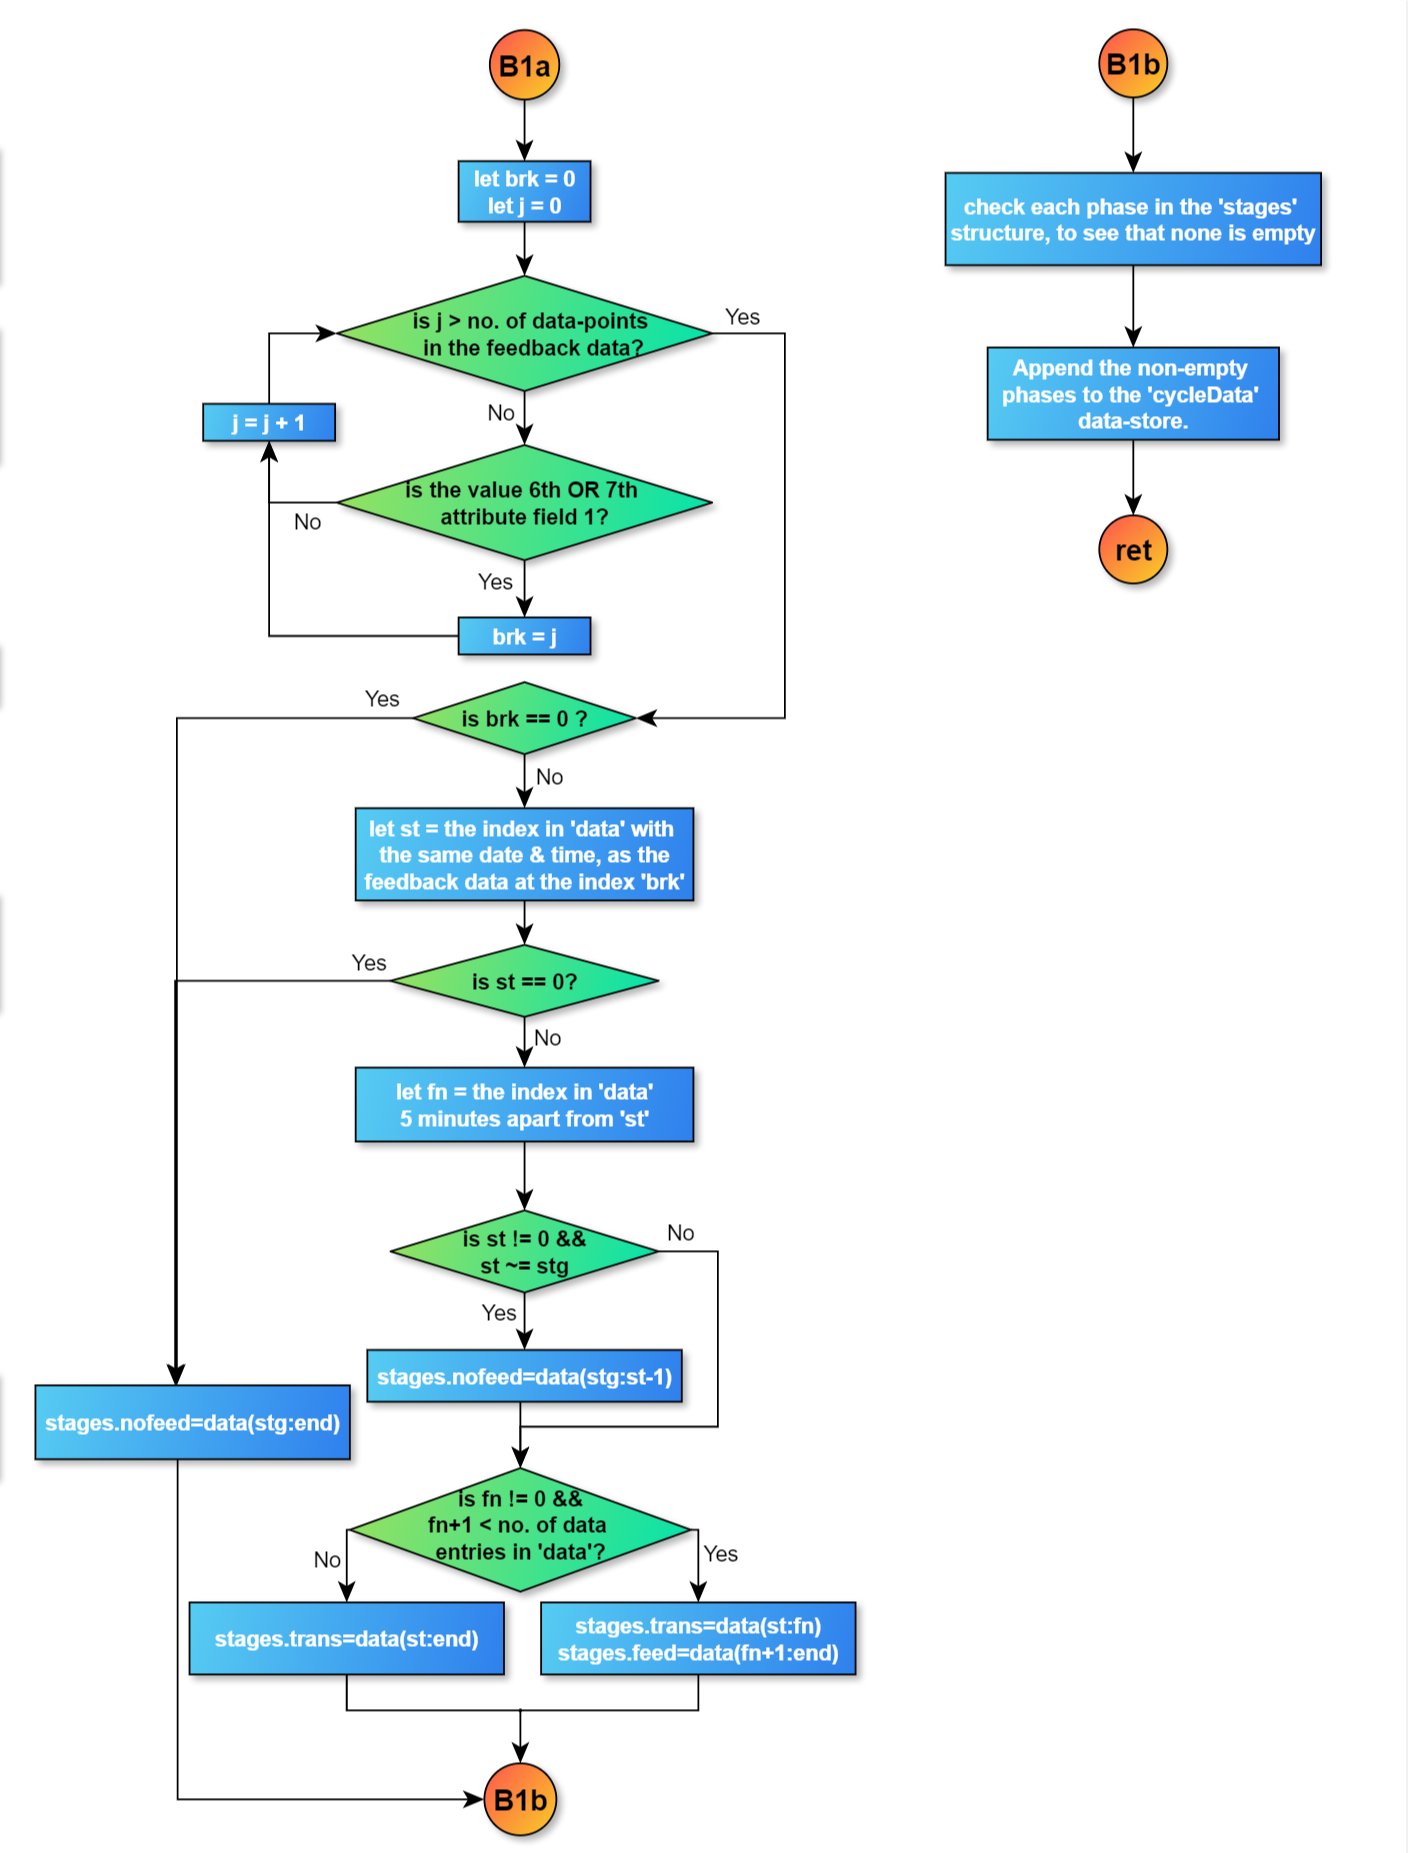 B1a
let brk = 0
let j = 0
is j > no. of data-points
in the feedback data?
Yes
No
j = j + 1
is the value 6th OR 7th
attribute field 1?
No
Yes
brk = j
is brk == 0 ?
Yes
No
let st = the index in 'data' with
the same date & time, as the
feedback data at the index 'brk'
is st == 0?
Yes
No
let fn = the index in 'data'
5 minutes apart from 'st'
is st != 0 &&
st ~= stg
No
Yes
stages.nofeed=data(stg:st-1)
stages.nofeed=data(stg:end)
is fn != 0 &&
fn+1 < no. of data
entries in 'data'?
No
Yes
stages.trans=data(st:end)
stages.trans=data(st:fn)
stages.feed=data(fn+1:end)
B1b
B1b
check each phase in the 'stages'
structure, to see that none is empty
Append the non-empty
phases to the 'cycleData'
data-store.
ret